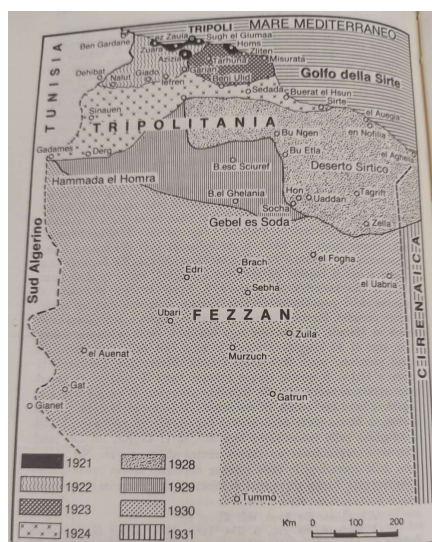 TRIPOLI
MARE MEDITERRANEO
Ben Gardane
ez Zauia
Sugh el Giumaa
Zuara
Homs
Zliten
Azizia
Tarhuna
Misurata
TUNISIA
Dehibat
Nalut
Giado
Iefren
Garian
Beni Ulid
Golfo della Sirte
Sedada
Buerat el Hsun
Sirte
Sinauen
el Auegia
TRIPOLITANIA
en Nofilia
Bu Ngen
Gadames
Derg
Bu Etla
el Agheila
B.esc Sciuref
Deserto Sirtico
Hammada el Homra
B.el Ghelania
Hon
Uaddan
Tagrift
Socha
Gebel es Soda
Zella
Sud Algerino
CIRENAICA
el Fogha
Brach
Edri
el Uabria
Sebha
Ubari
FEZZAN
Zuila
el Auenat
Murzuch
Gat
Gianet
Gatrun
1921
1928
1922
1929
1923
1930
1924
1931
Tummo
Km 0 100 200